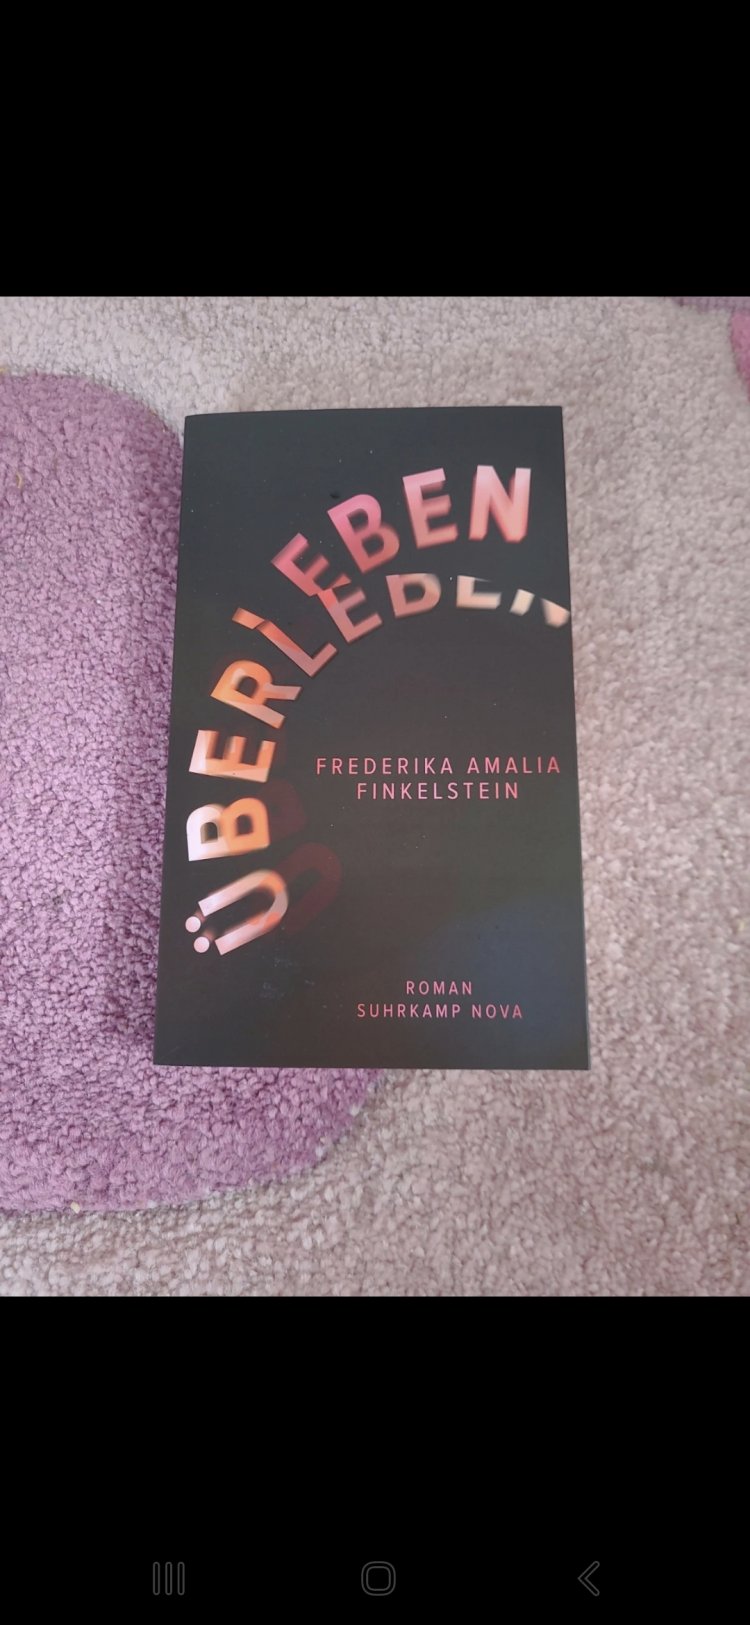 ÜBERLEBEN
FREDERIKA AMALIA
FINKELSTEIN
ROMAN
SUHRKAMP NOVA